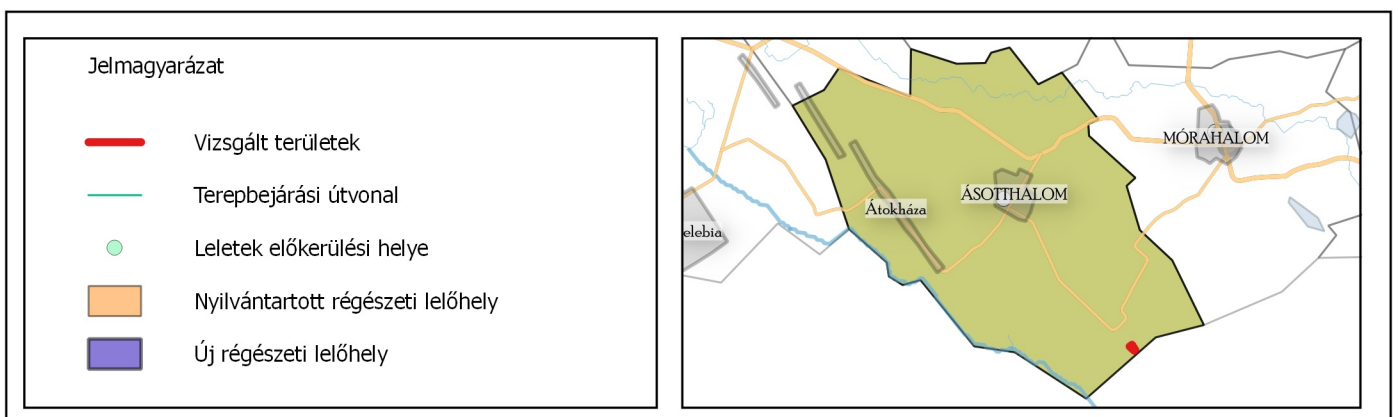 Jelmagyarázat
Vizsgált területek
Terepbejárási útvonal
Leletek előkerülési helye
Nyilvántartott régészeti lelőhely
Új régészeti lelőhely
MÓRAHALOM
ÁSOTTHALOM
Átokháza
elebia